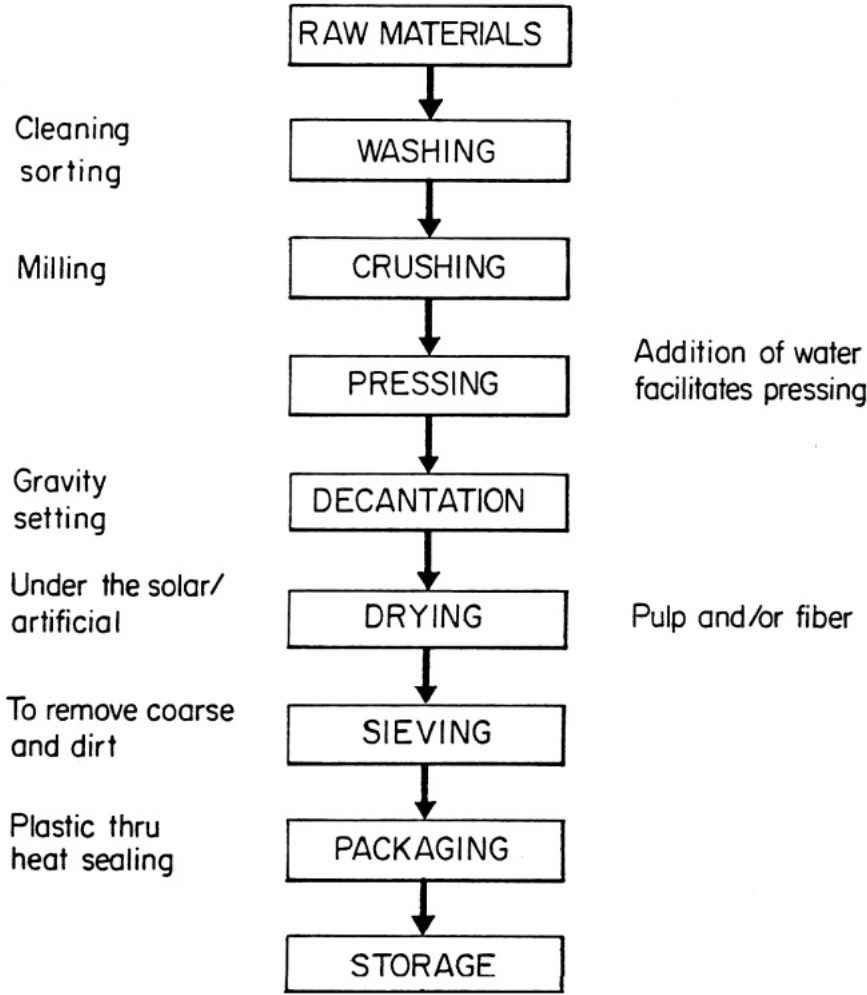 RAW MATERIALS
Cleaning
sorting
WASHING
Milling
CRUSHING
PRESSING
Addition of water
facilitates pressing
Gravity
setting
DECANTATION
Under the solar/
artificial
DRYING
Pulp and/or fiber
To remove coarse
and dirt
SIEVING
Plastic thru
heat sealing
PACKAGING
STORAGE